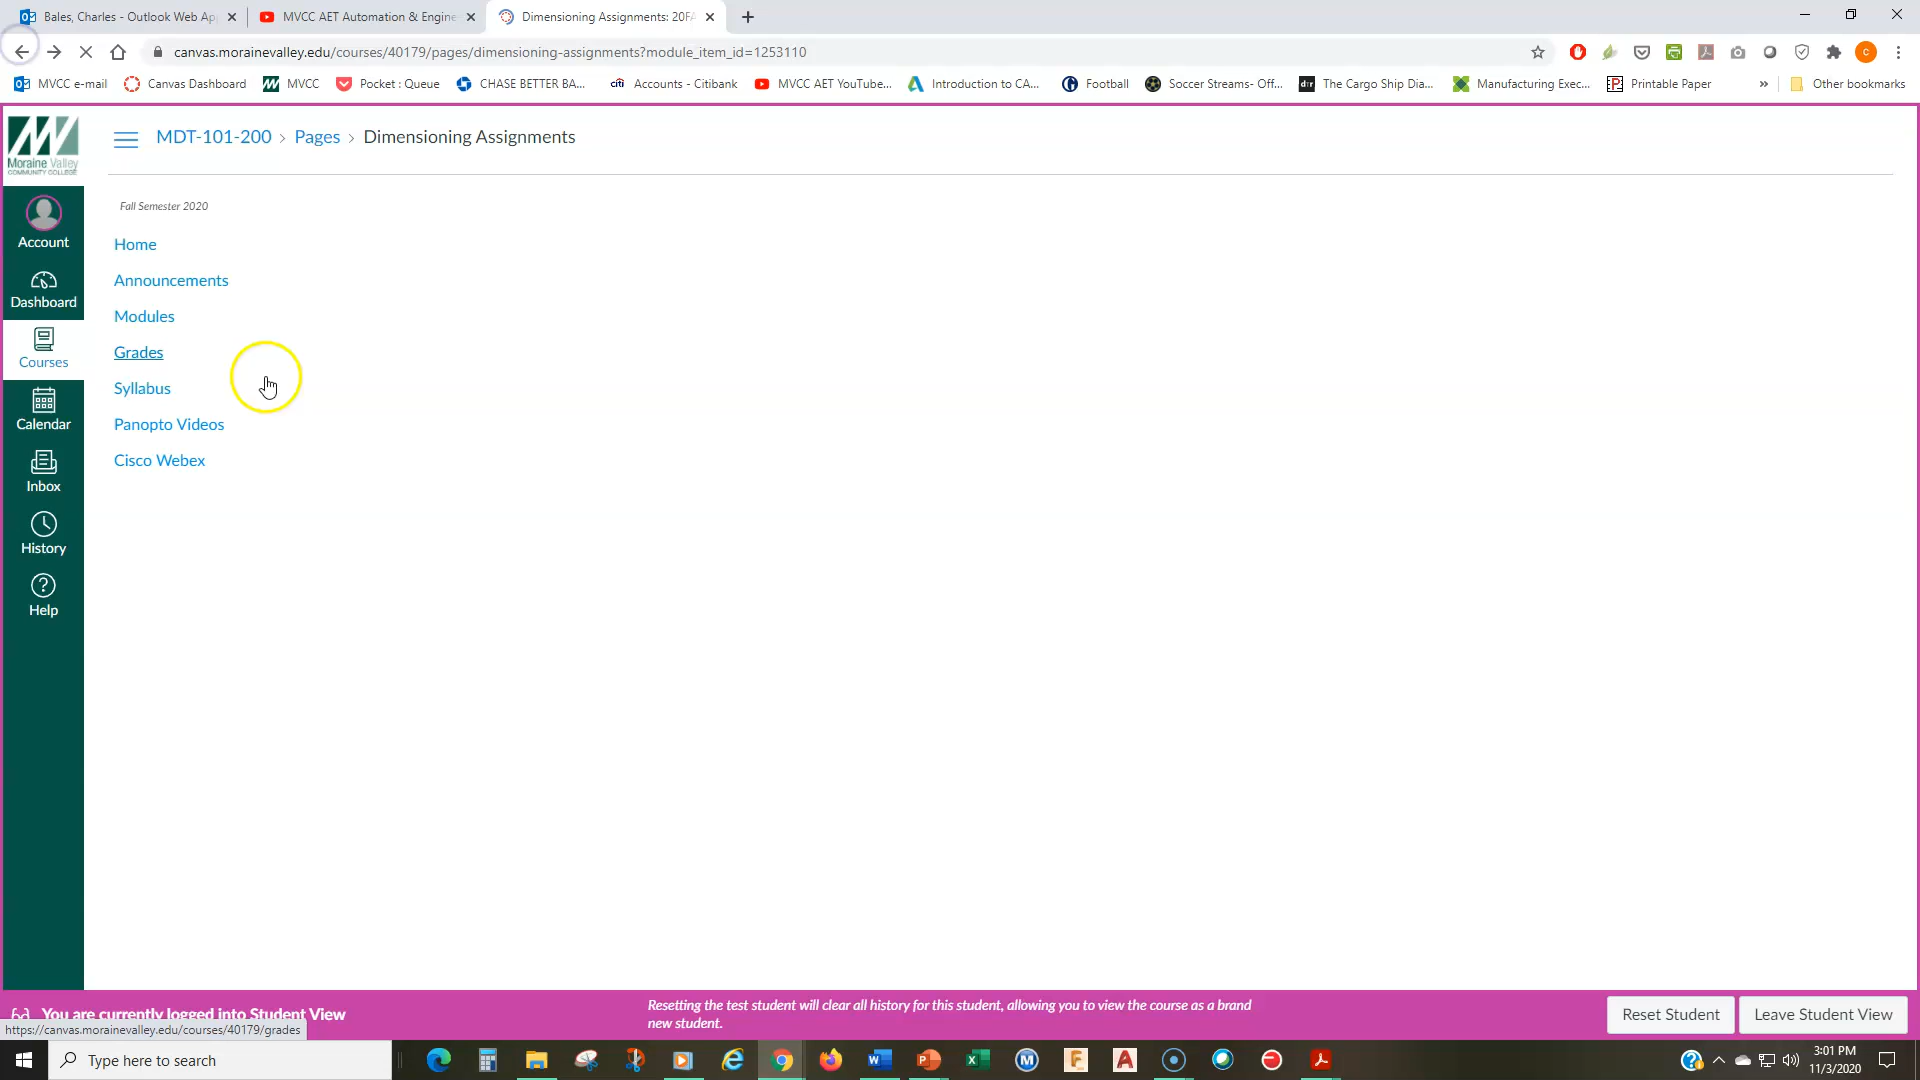 Bales, Charles - Outlook Web Ap
MVCC AET Automation & Engine
Dimensioning Assignments: 20FA
canvas.morainevalley.edu/courses/40179/pages/dimensioning-assignments?module_item_id=1253110
MVCC e-mail
Canvas Dashboard
MVCC
Pocket : Queue
CHASE BETTER BA...
citi Accounts - Citibank
MVCC AET YouTube...
Introduction to CA...
Football
Soccer Streams- Off...
The Cargo Ship Dia...
Manufacturing Exec...
Printable Paper
»
Other bookmarks
Moraine Valley
COMMUNITY COLLEGE
MDT-101-200 › Pages › Dimensioning Assignments
Fall Semester 2020
Home
Announcements
Modules
Grades
Syllabus
Panopto Videos
Cisco Webex
Account
Dashboard
Courses
Calendar
Inbox
History
Help
You are currently logged into Student View
Resetting the test student will clear all history for this student, allowing you to view the course as a brand
new student.
Reset Student
Leave Student View
https://canvas.morainevalley.edu/courses/40179/grades
Type here to search
3:01 PM
11/3/2020